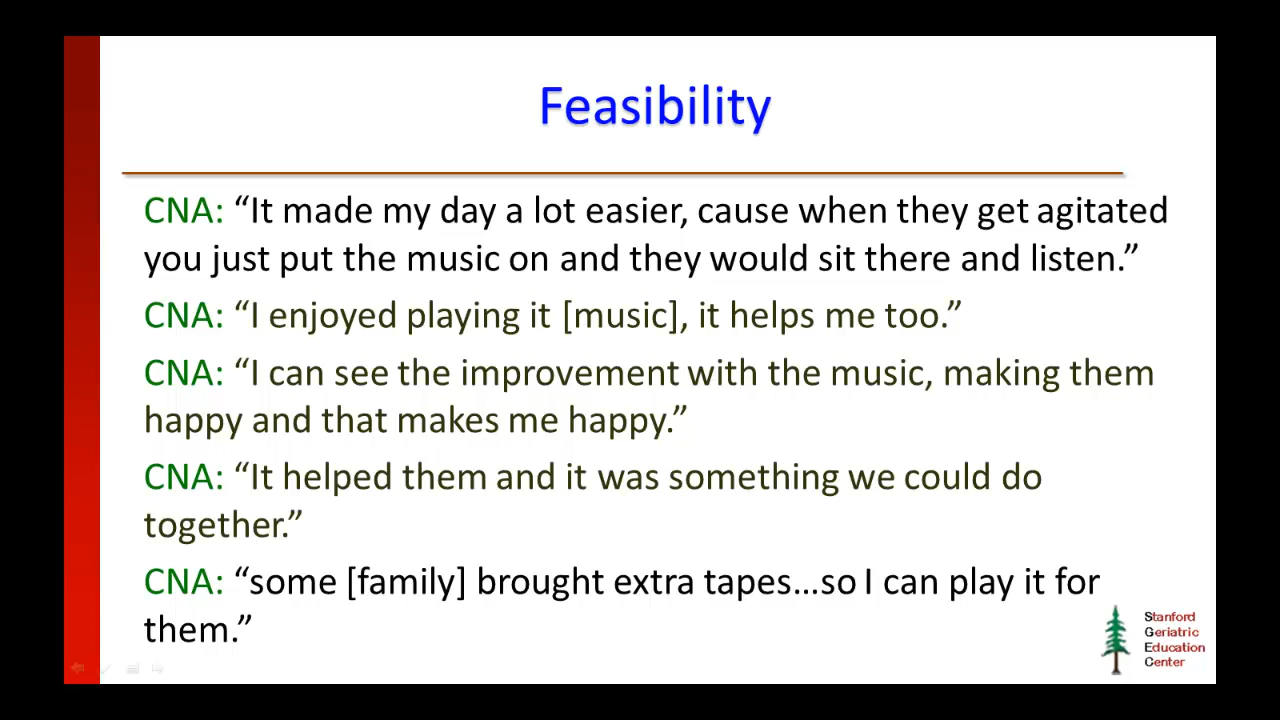 Feasibility
CNA: “It made my day a lot easier, cause when they get agitated
you just put the music on and they would sit there and listen.”
CNA: “I enjoyed playing it [music], it helps me too.”
CNA: “I can see the improvement with the music, making them
happy and that makes me happy.”
CNA: “It helped them and it was something we could do
together.”
CNA: “some [family] brought extra tapes…so I can play it for
them.”
Stanford
Geriatric
Education
Center